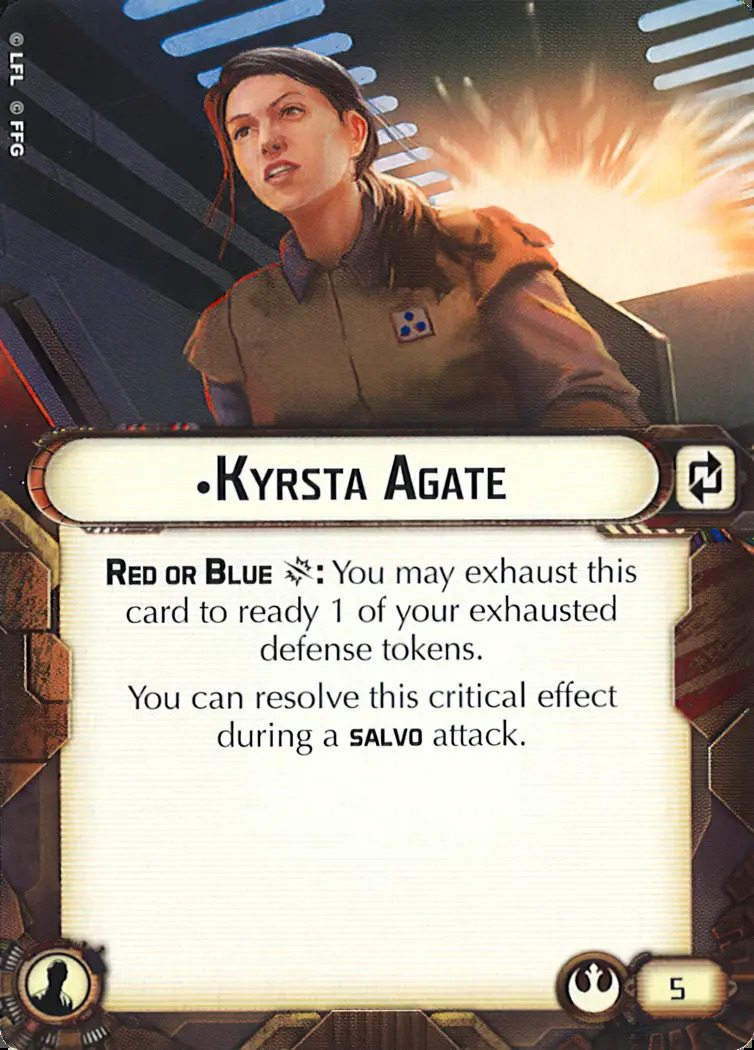 © LFL © FFG
•Kyrsta Agate
Red or Blue : You may exhaust this
card to ready 1 of your exhausted
defense tokens.
You can resolve this critical effect
during a salvo attack.
5